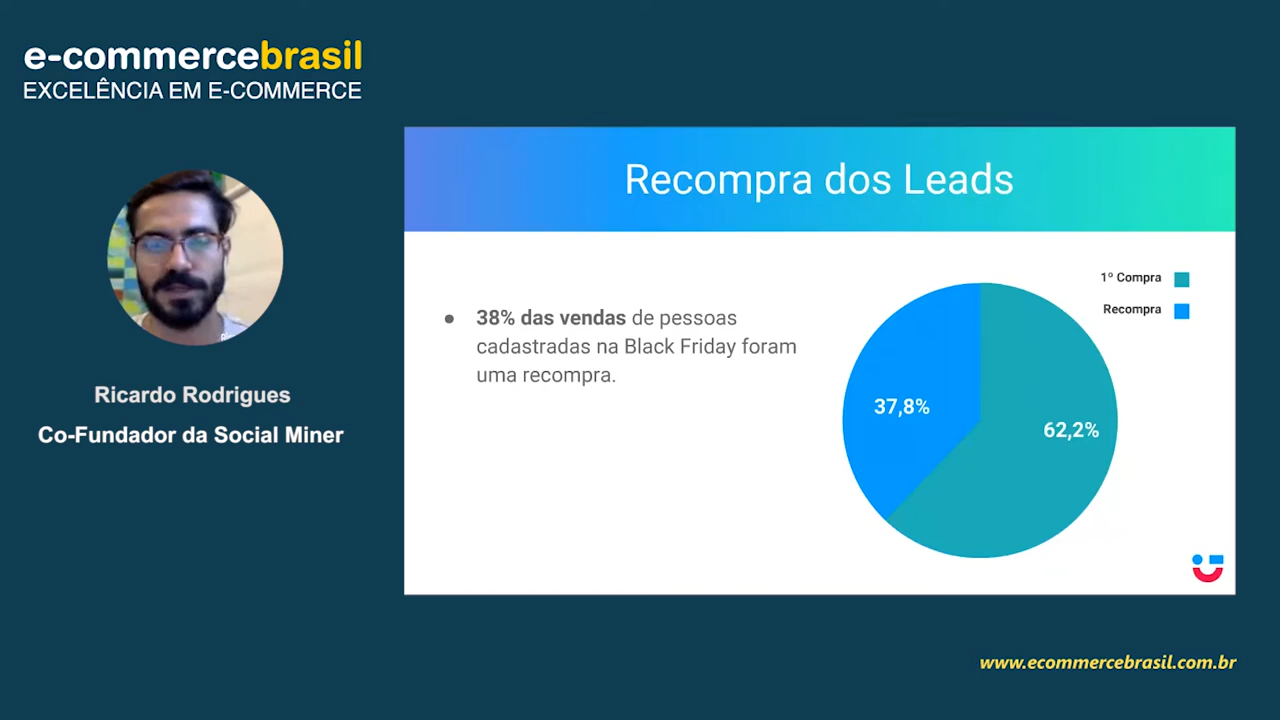 e-commercebrasil
EXCELÊNCIA EM E-COMMERCE
Ricardo Rodrigues
Co-Fundador da Social Miner
Recompra dos Leads
● 38% das vendas de pessoas
cadastradas na Black Friday foram
uma recompra.
1º Compra
Recompra
37,8%
62,2%
www.ecommercebrasil.com.br